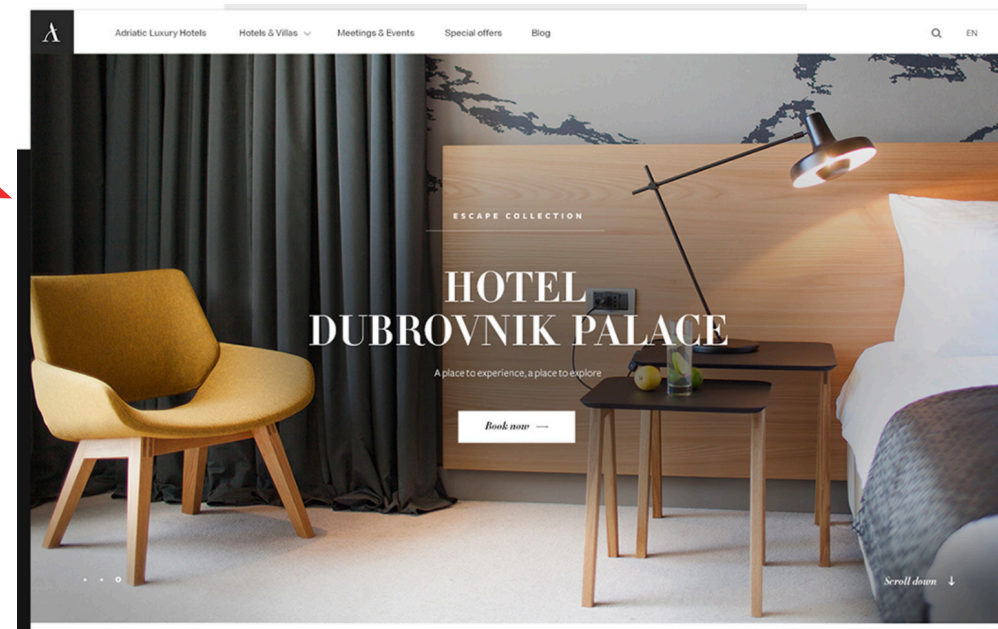 A
Adriatic Luxury Hotels Hotels & Villas Meetings & Events Special offers Blog EN
ESCAPE COLLECTION
HOTEL
DUBROVNIK PALACE
A place to experience, a place to explore
Book now
Scroll down